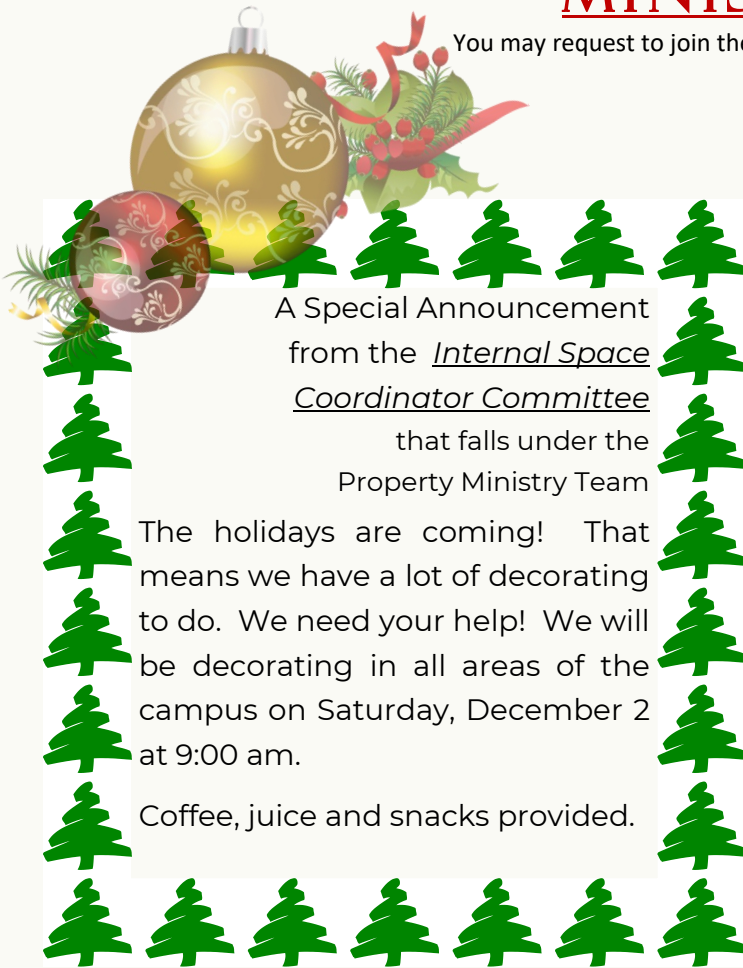 You may request to join the
A Special Announcement
from the Internal Space
Coordinator Committee
that falls under the
Property Ministry Team
The holidays are coming! That
means we have a lot of decorating
to do. We need your help! We will
be decorating in all areas of the
campus on Saturday, December 2
at 9:00 am.
Coffee, juice and snacks provided.